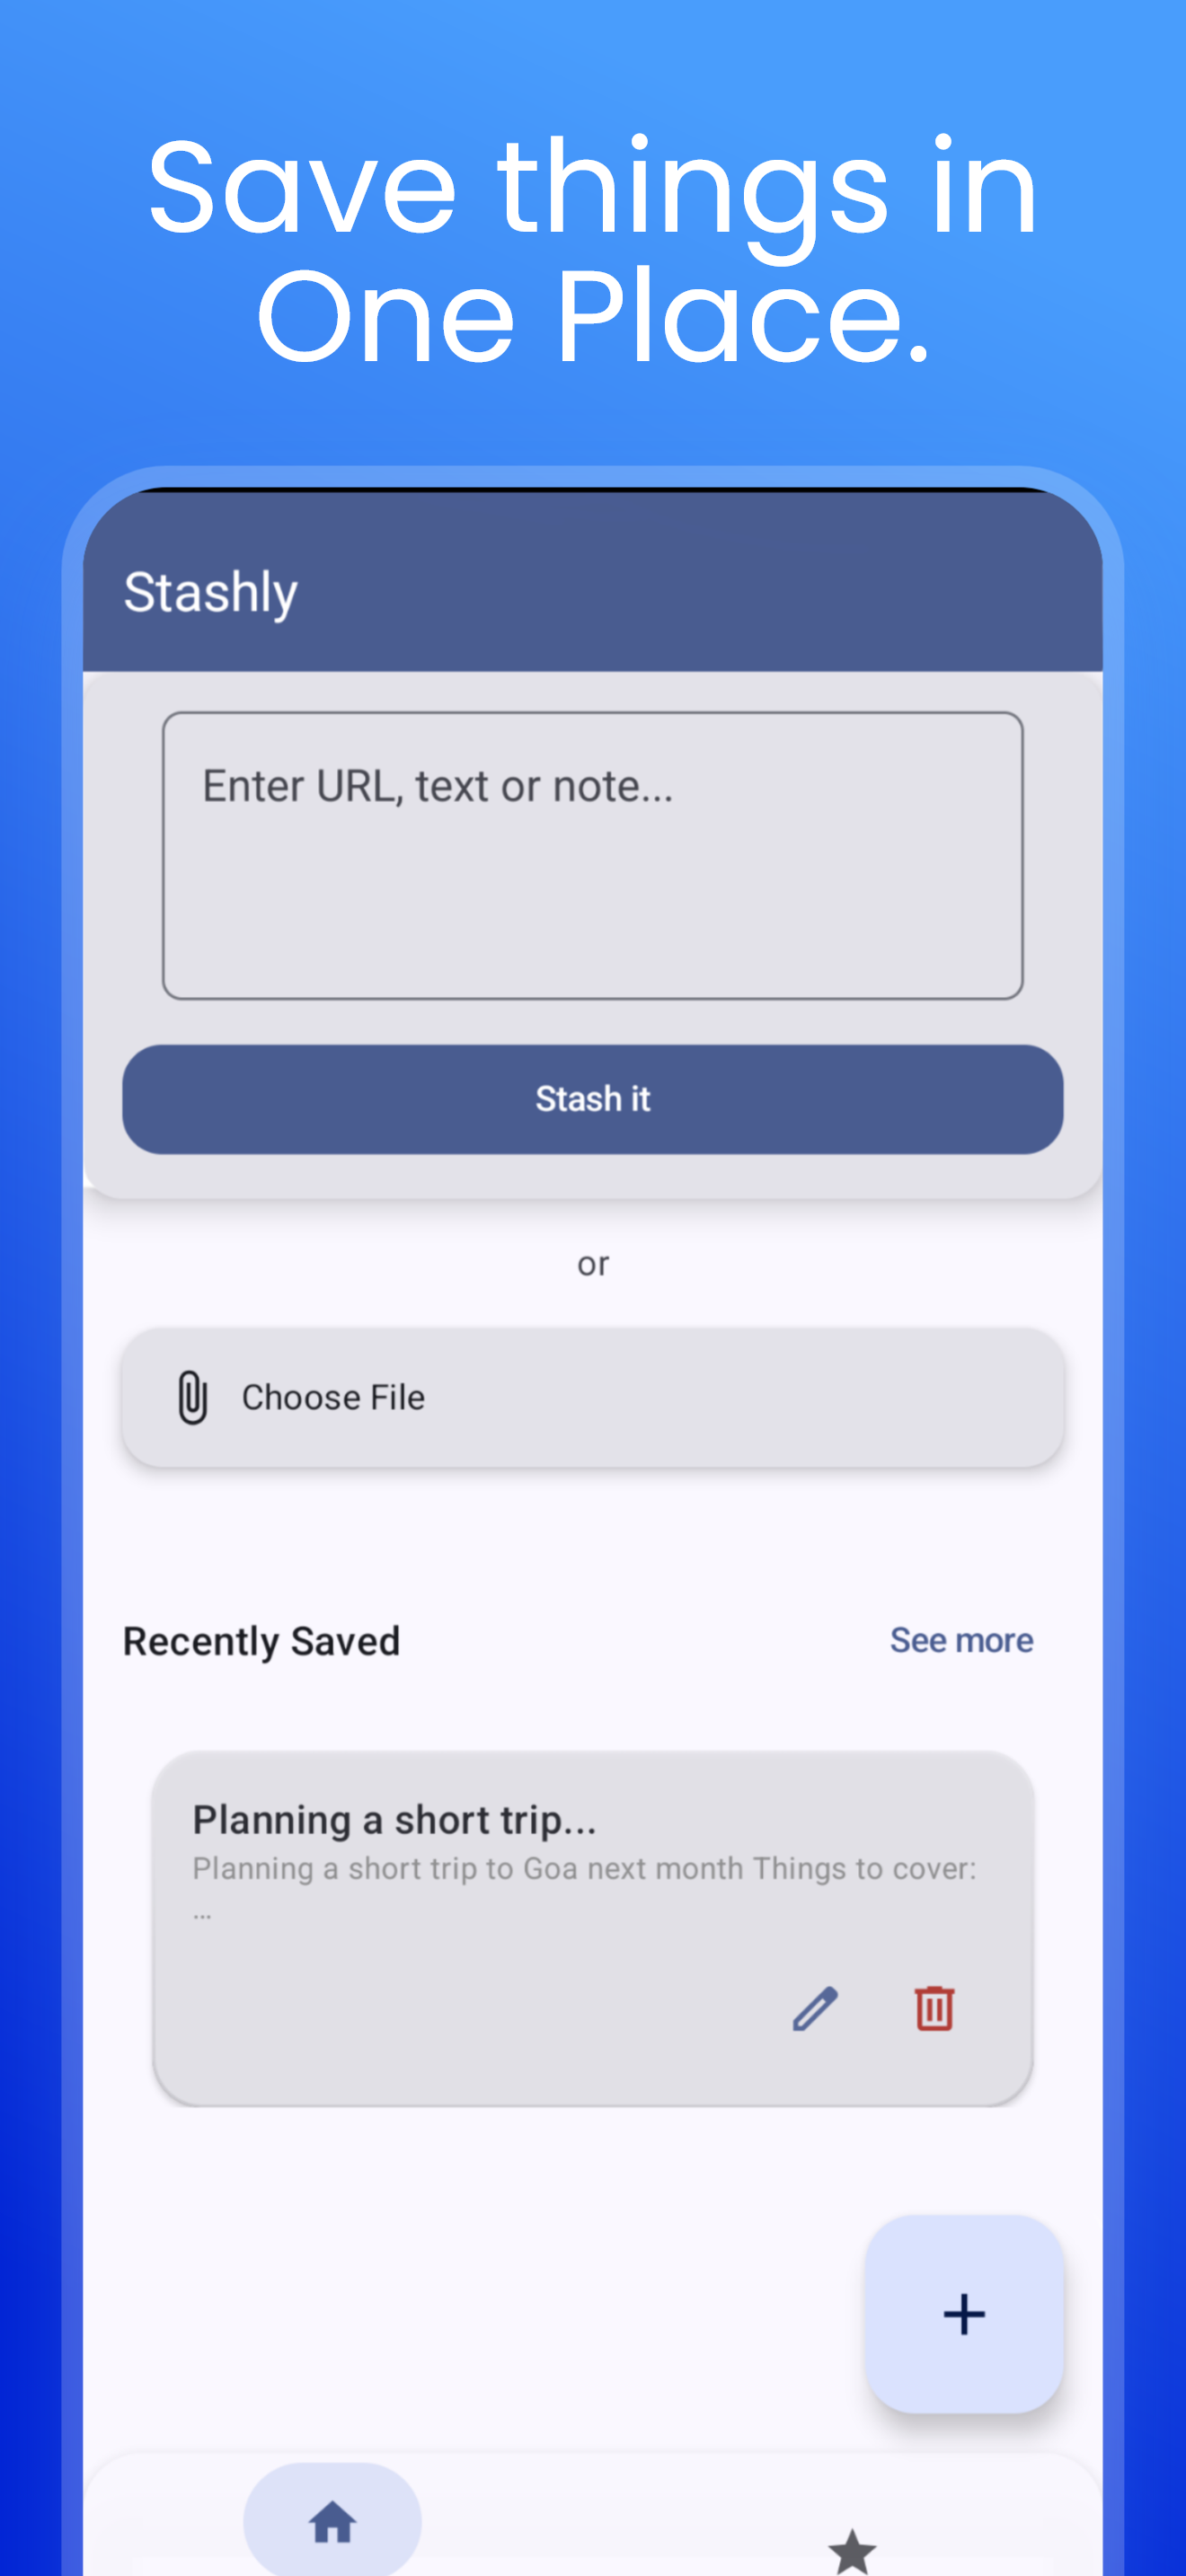 Save things in
One Place.
Stashly
Enter URL, text or note...
Stash it
or
Choose File
Recently Saved
See more
Planning a short trip...
Planning a short trip to Goa next month Things to cover:
...